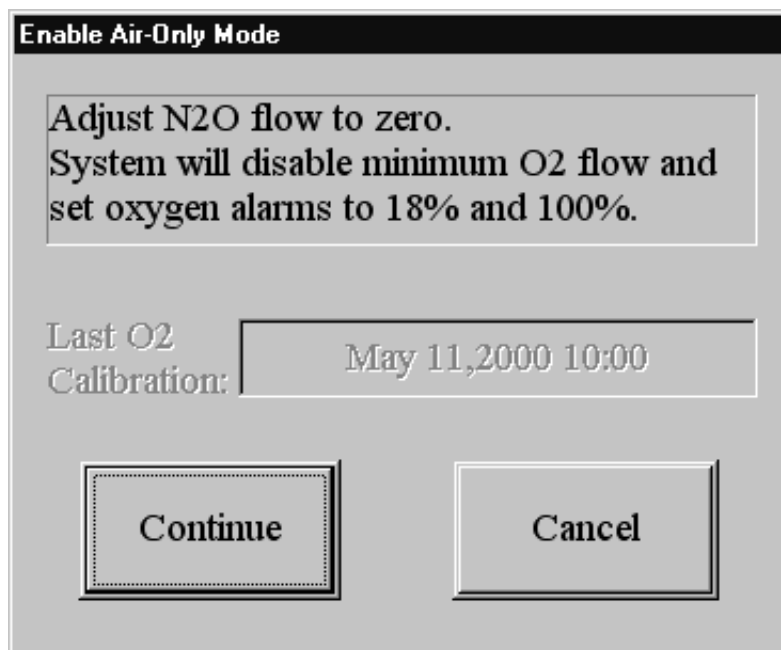 Enable Air-Only Mode
Adjust N2O flow to zero.
System will disable minimum O2 flow and
set oxygen alarms to 18% and 100%.
Last O2
Calibration:
May 11,2000 10:00
Continue
Cancel